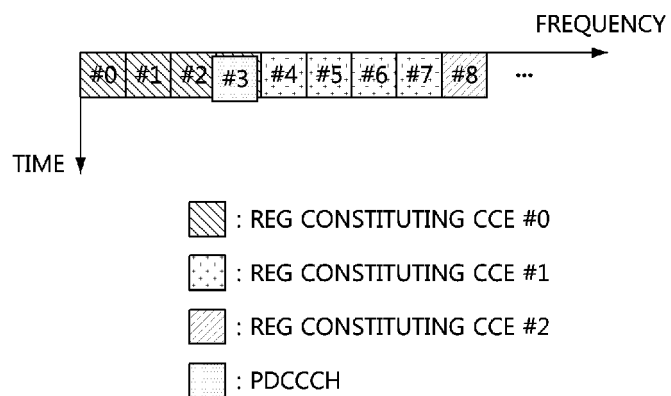 FREQUENCY
#0 #1 #2 #3 #4 #5 #6 #7 #8 ...
TIME
: REG CONSTITUTING CCE #0
: REG CONSTITUTING CCE #1
: REG CONSTITUTING CCE #2
: PDCCCH